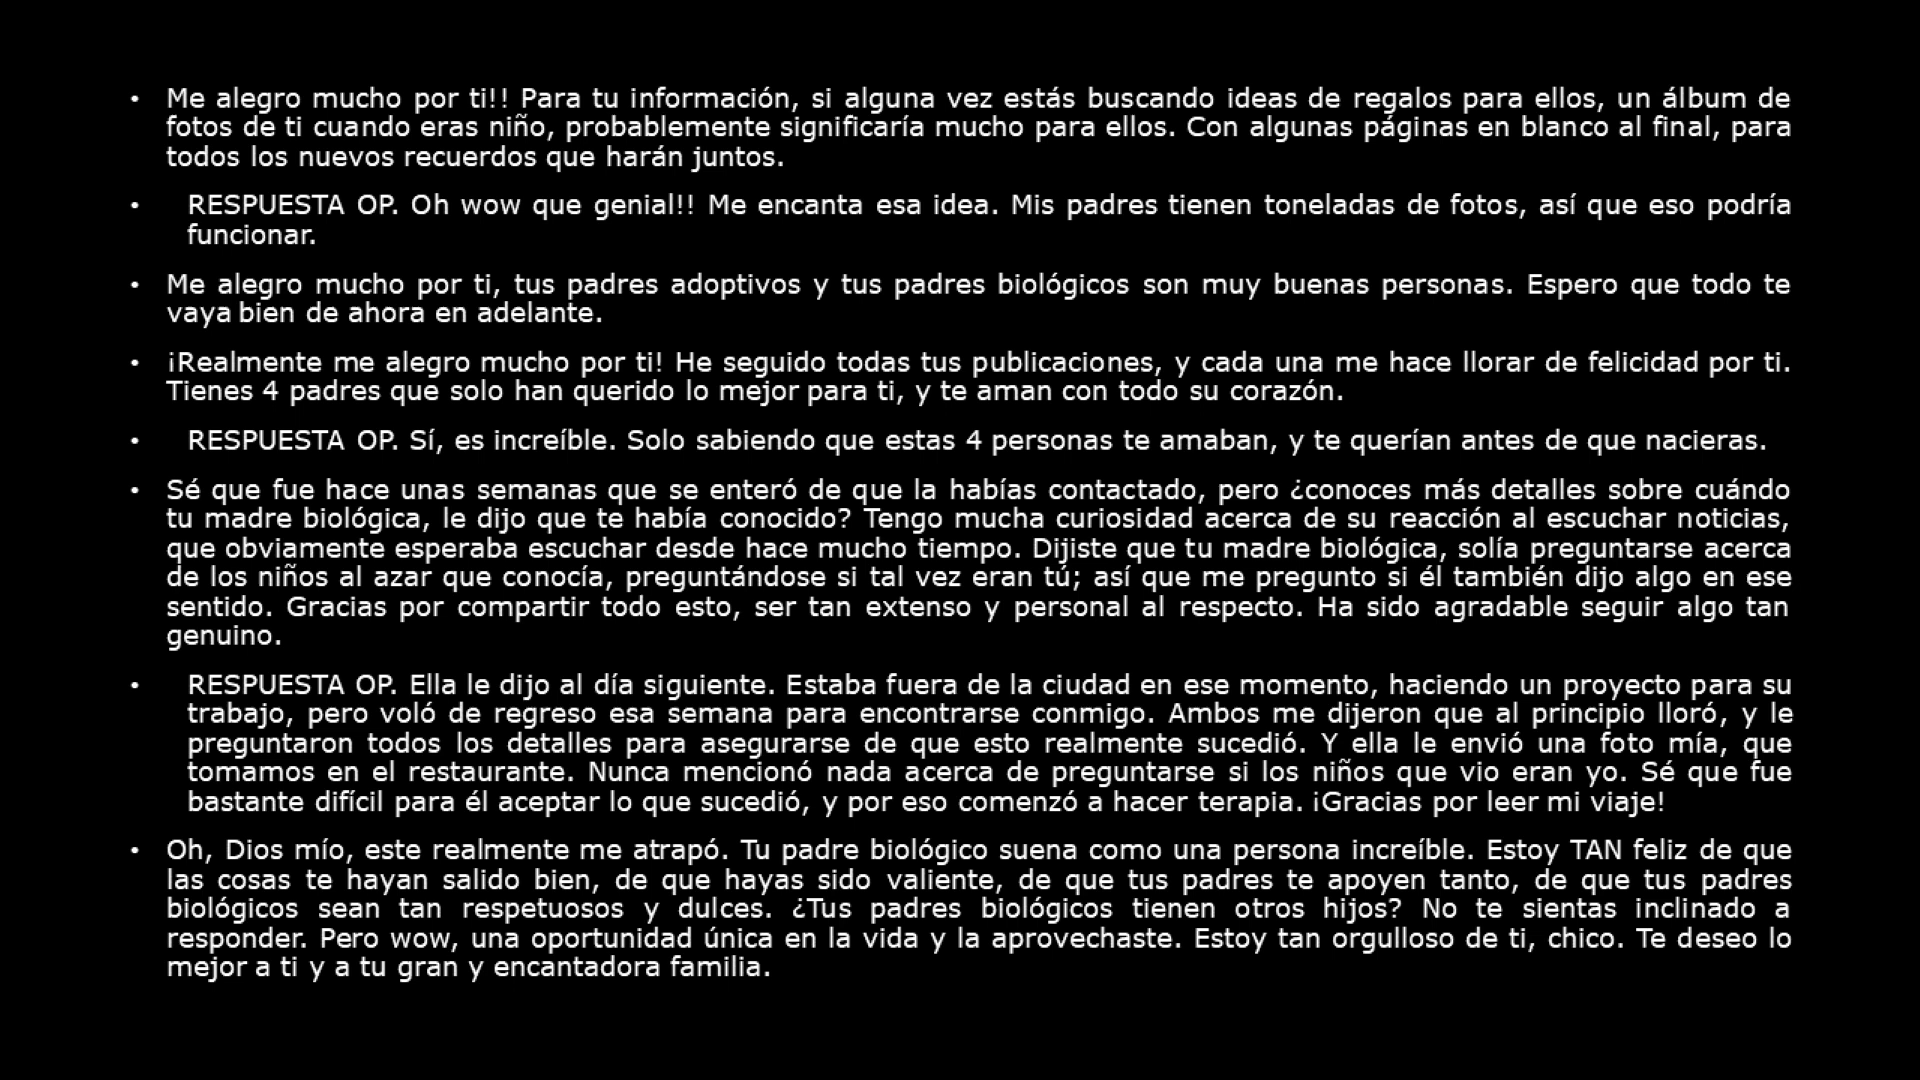 • Me alegro mucho por ti!! Para tu información, si alguna vez estás buscando ideas de regalos para ellos, un álbum de
fotos de ti cuando eras niño, probablemente significaría mucho para ellos. Con algunas páginas en blanco al final, para
todos los nuevos recuerdos que harán juntos.
• RESPUESTA OP. Oh wow que genial!! Me encanta esa idea. Mis padres tienen toneladas de fotos, así que eso podría
funcionar.
• Me alegro mucho por ti, tus padres adoptivos y tus padres biológicos son muy buenas personas. Espero que todo te
vaya bien de ahora en adelante.
• ¡Realmente me alegro mucho por ti! He seguido todas tus publicaciones, y cada una me hace llorar de felicidad por ti.
Tienes 4 padres que solo han querido lo mejor para ti, y te aman con todo su corazón.
• RESPUESTA OP. Sí, es increíble. Solo sabiendo que estas 4 personas te amaban, y te querían antes de que nacieras.
• Sé que fue hace unas semanas que se enteró de que la habías contactado, pero ¿conoces más detalles sobre cuándo
tu madre biológica, le dijo que te había conocido? Tengo mucha curiosidad acerca de su reacción al escuchar noticias,
que obviamente esperaba escuchar desde hace mucho tiempo. Dijiste que tu madre biológica, solía preguntarse acerca
de los niños al azar que conocía, preguntándose si tal vez eran tú; así que me pregunto si él también dijo algo en ese
sentido. Gracias por compartir todo esto, ser tan extenso y personal al respecto. Ha sido agradable seguir algo tan
genuino.
• RESPUESTA OP. Ella le dijo al día siguiente. Estaba fuera de la ciudad en ese momento, haciendo un proyecto para su
trabajo, pero voló de regreso esa semana para encontrarse conmigo. Ambos me dijeron que al principio lloró, y le
preguntaron todos los detalles para asegurarse de que esto realmente sucedió. Y ella le envió una foto mía, que
tomamos en el restaurante. Nunca mencionó nada acerca de preguntarse si los niños que vio eran yo. Sé que fue
bastante difícil para él aceptar lo que sucedió, y por eso comenzó a hacer terapia. ¡Gracias por leer mi viaje!
• Oh, Dios mío, este realmente me atrapó. Tu padre biológico suena como una persona increíble. Estoy TAN feliz de que
las cosas te hayan salido bien, de que hayas sido valiente, de que tus padres te apoyen tanto, de que tus padres
biológicos sean tan respetuosos y dulces. ¿Tus padres biológicos tienen otros hijos? No te sientas inclinado a
responder. Pero wow, una oportunidad única en la vida y la aprovechaste. Estoy tan orgulloso de ti, chico. Te deseo lo
mejor a ti y a tu gran y encantadora familia.